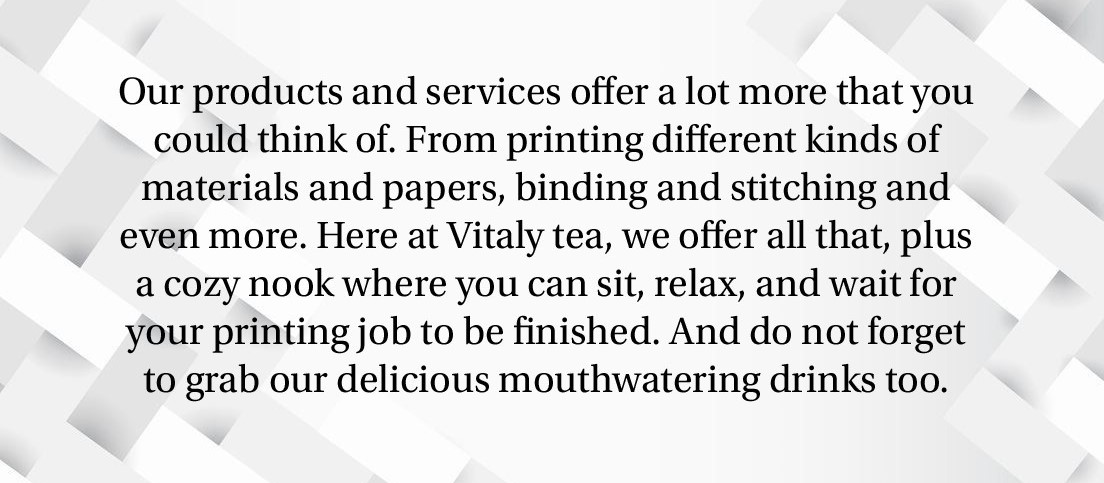 Our products and services offer a lot more that you
could think of. From printing different kinds of
materials and papers, binding and stitching and
even more. Here at Vitaly tea, we offer all that, plus
a cozy nook where you can sit, relax, and wait for
your printing job to be finished. And do not forget
to grab our delicious mouthwatering drinks too.